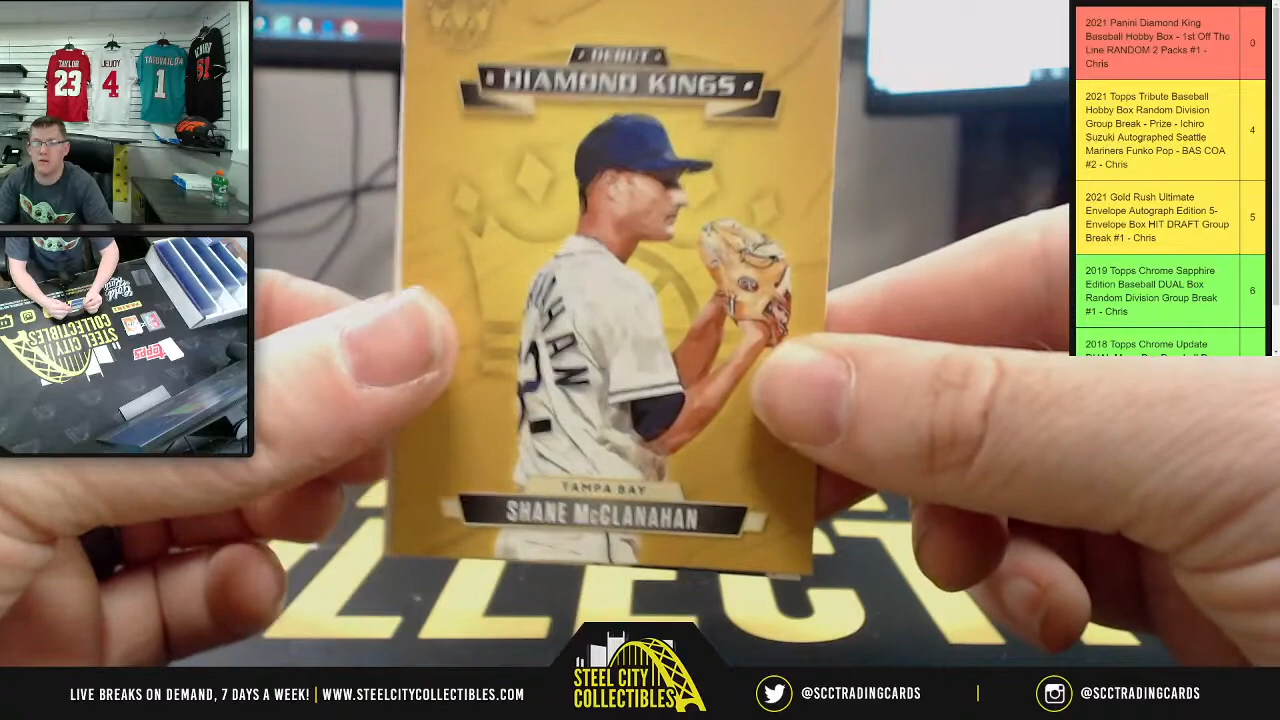 TAYLOR
23
JEUDY
4
TAGOVAILOA
1
ICHIRO
51
DEBUT
DIAMOND KINGS
TAMPA BAY
SHANE McCLANAHAN
2021 Panini Diamond King
Baseball Hobby Box - 1st Off The
Line RANDOM 2 Packs #1 -
Chris
0
2021 Topps Tribute Baseball
Hobby Box Random Division
Group Break - Prize - Ichiro
Suzuki Autographed Seattle
Mariners Funko Pop - BAS COA
#2 - Chris
4
2021 Gold Rush Ultimate
Envelope Autograph Edition 5-
Envelope Box HIT DRAFT Group
Break #1 - Chris
5
2019 Topps Chrome Sapphire
Edition Baseball DUAL Box
Random Division Group Break
#1 - Chris
6
2018 Topps Chrome Update
STEEL CITY
COLLECTIBLES
Topps
LIVE BREAKS ON DEMAND, 7 DAYS A WEEK! | WWW.STEELCITYCOLLECTIBLES.COM
STEEL CITY
COLLECTIBLES
@SCCTRADINGCARDS
|
@SCCTRADINGCARDS